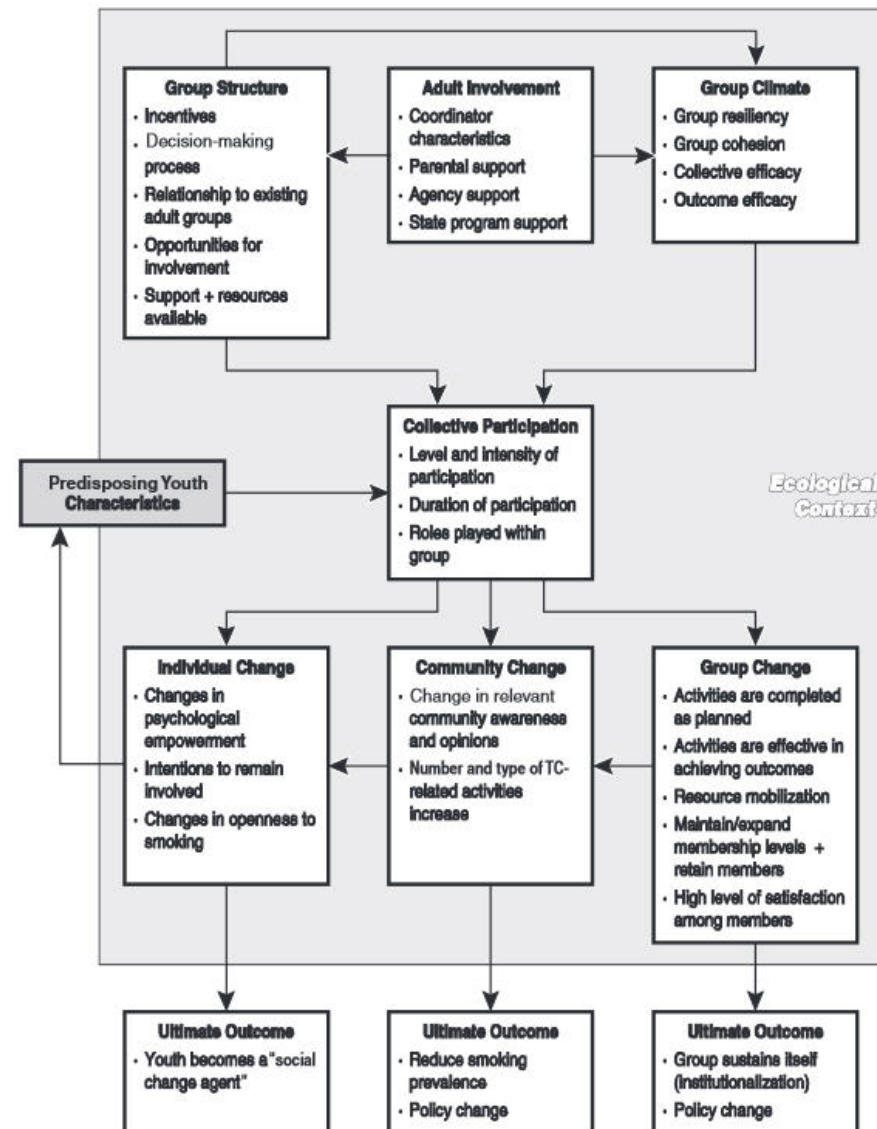 Group Structure
· Incentives
· Decision-making
process
· Relationship to existing
adult groups
· Opportunities for
involvement
· Support + resources
available
Adult Involvement
· Coordinator
characteristics
· Parental support
· Agency support
· State program support
Group Climate
· Group resiliency
· Group cohesion
· Collective efficacy
· Outcome efficacy
Collective Participation
· Level and intensity of
participation
· Duration of participation
· Roles played within
group
Predisposing Youth
Characteristics
Ecological
Context
Individual Change
· Changes in
psychological
empowerment
· Intentions to remain
involved
· Changes in openness to
smoking
Community Change
· Change in relevant
community awareness
and opinions
· Number and type of TC-
related activities
increase
Group Change
· Activities are completed
as planned
· Activities are effective in
achieving outcomes
· Resource mobilization
· Maintain/expand
membership levels +
retain members
· High level of satisfaction
among members
Ultimate Outcome
· Youth becomes a "social
change agent"
Ultimate Outcome
· Reduce smoking
prevalence
· Policy change
Ultimate Outcome
· Group sustains itself
(institutionalization)
· Policy change